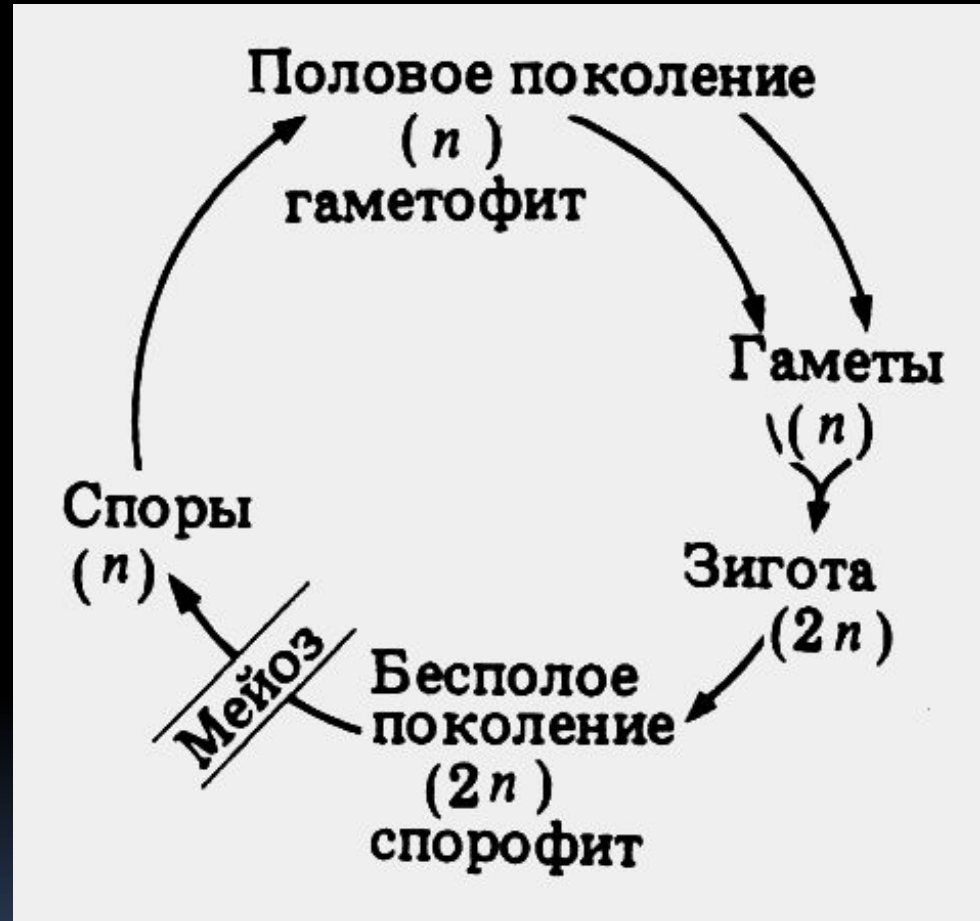 Половое поколение
(n)
гаметофит
Гаметы
(n)
Зигота
(2n)
Бесполое
поколение
(2n)
спорофит
Мейоз
Споры
(n)